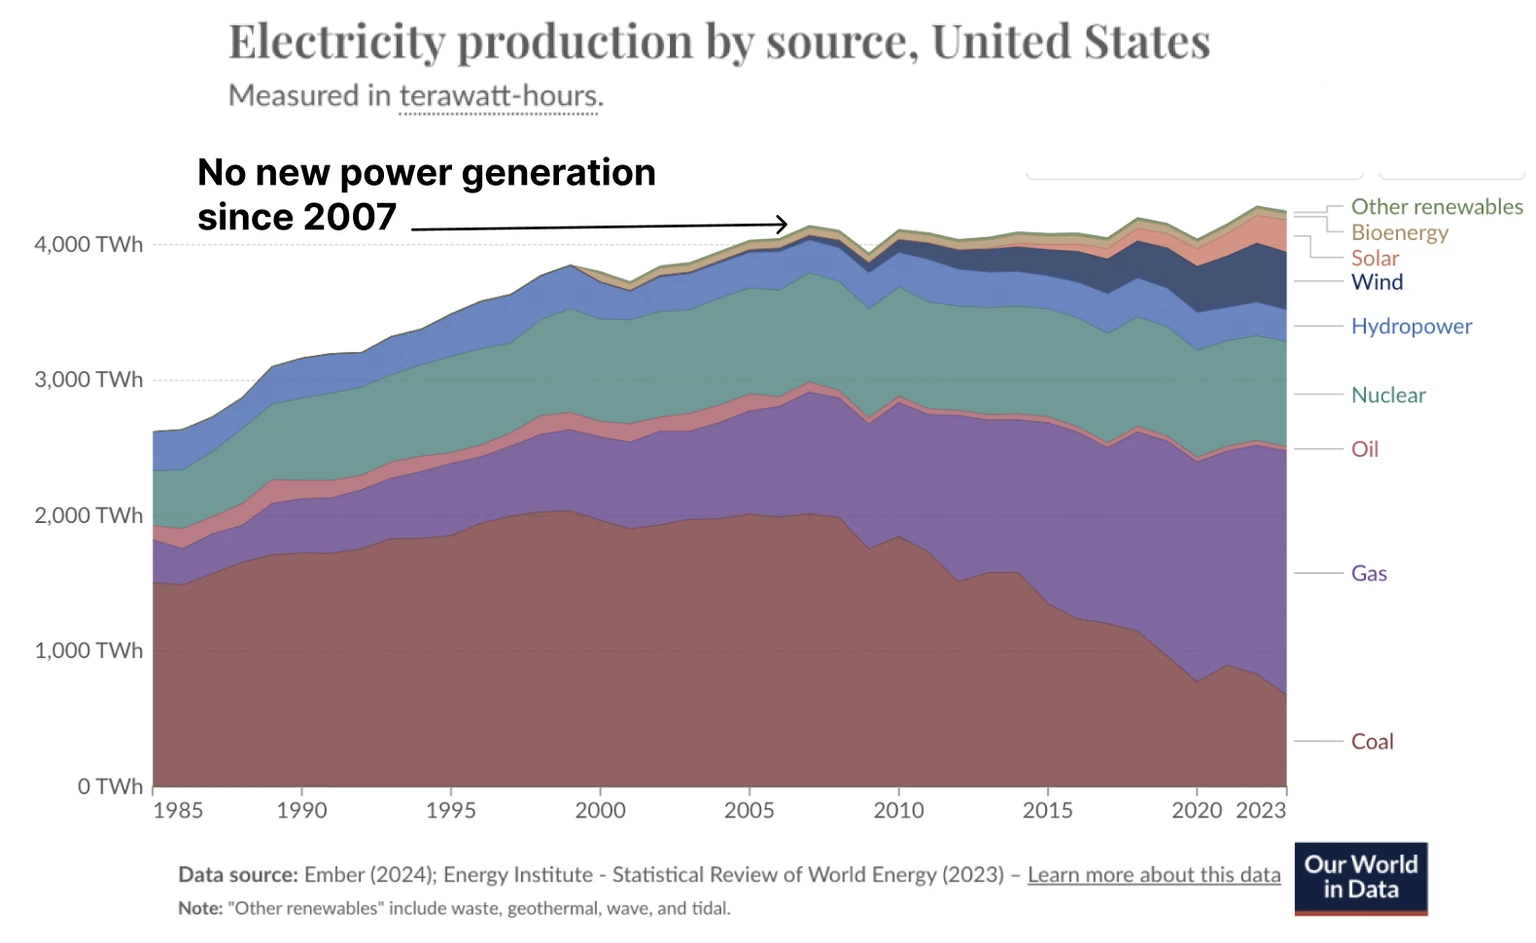 Electricity production by source, United States
Measured in terawatt-hours.
No new power generation
since 2007
4,000 TWh
3,000 TWh
2,000 TWh
1,000 TWh
0 TWh
1985
1990
1995
2000
2005
2010
2015
2020
2023
Other renewables
Bioenergy
Solar
Wind
Hydropower
Nuclear
Oil
Gas
Coal
Data source: Ember (2024); Energy Institute - Statistical Review of World Energy (2023) – Learn more about this data
Note: "Other renewables" include waste, geothermal, wave, and tidal.
Our World
in Data